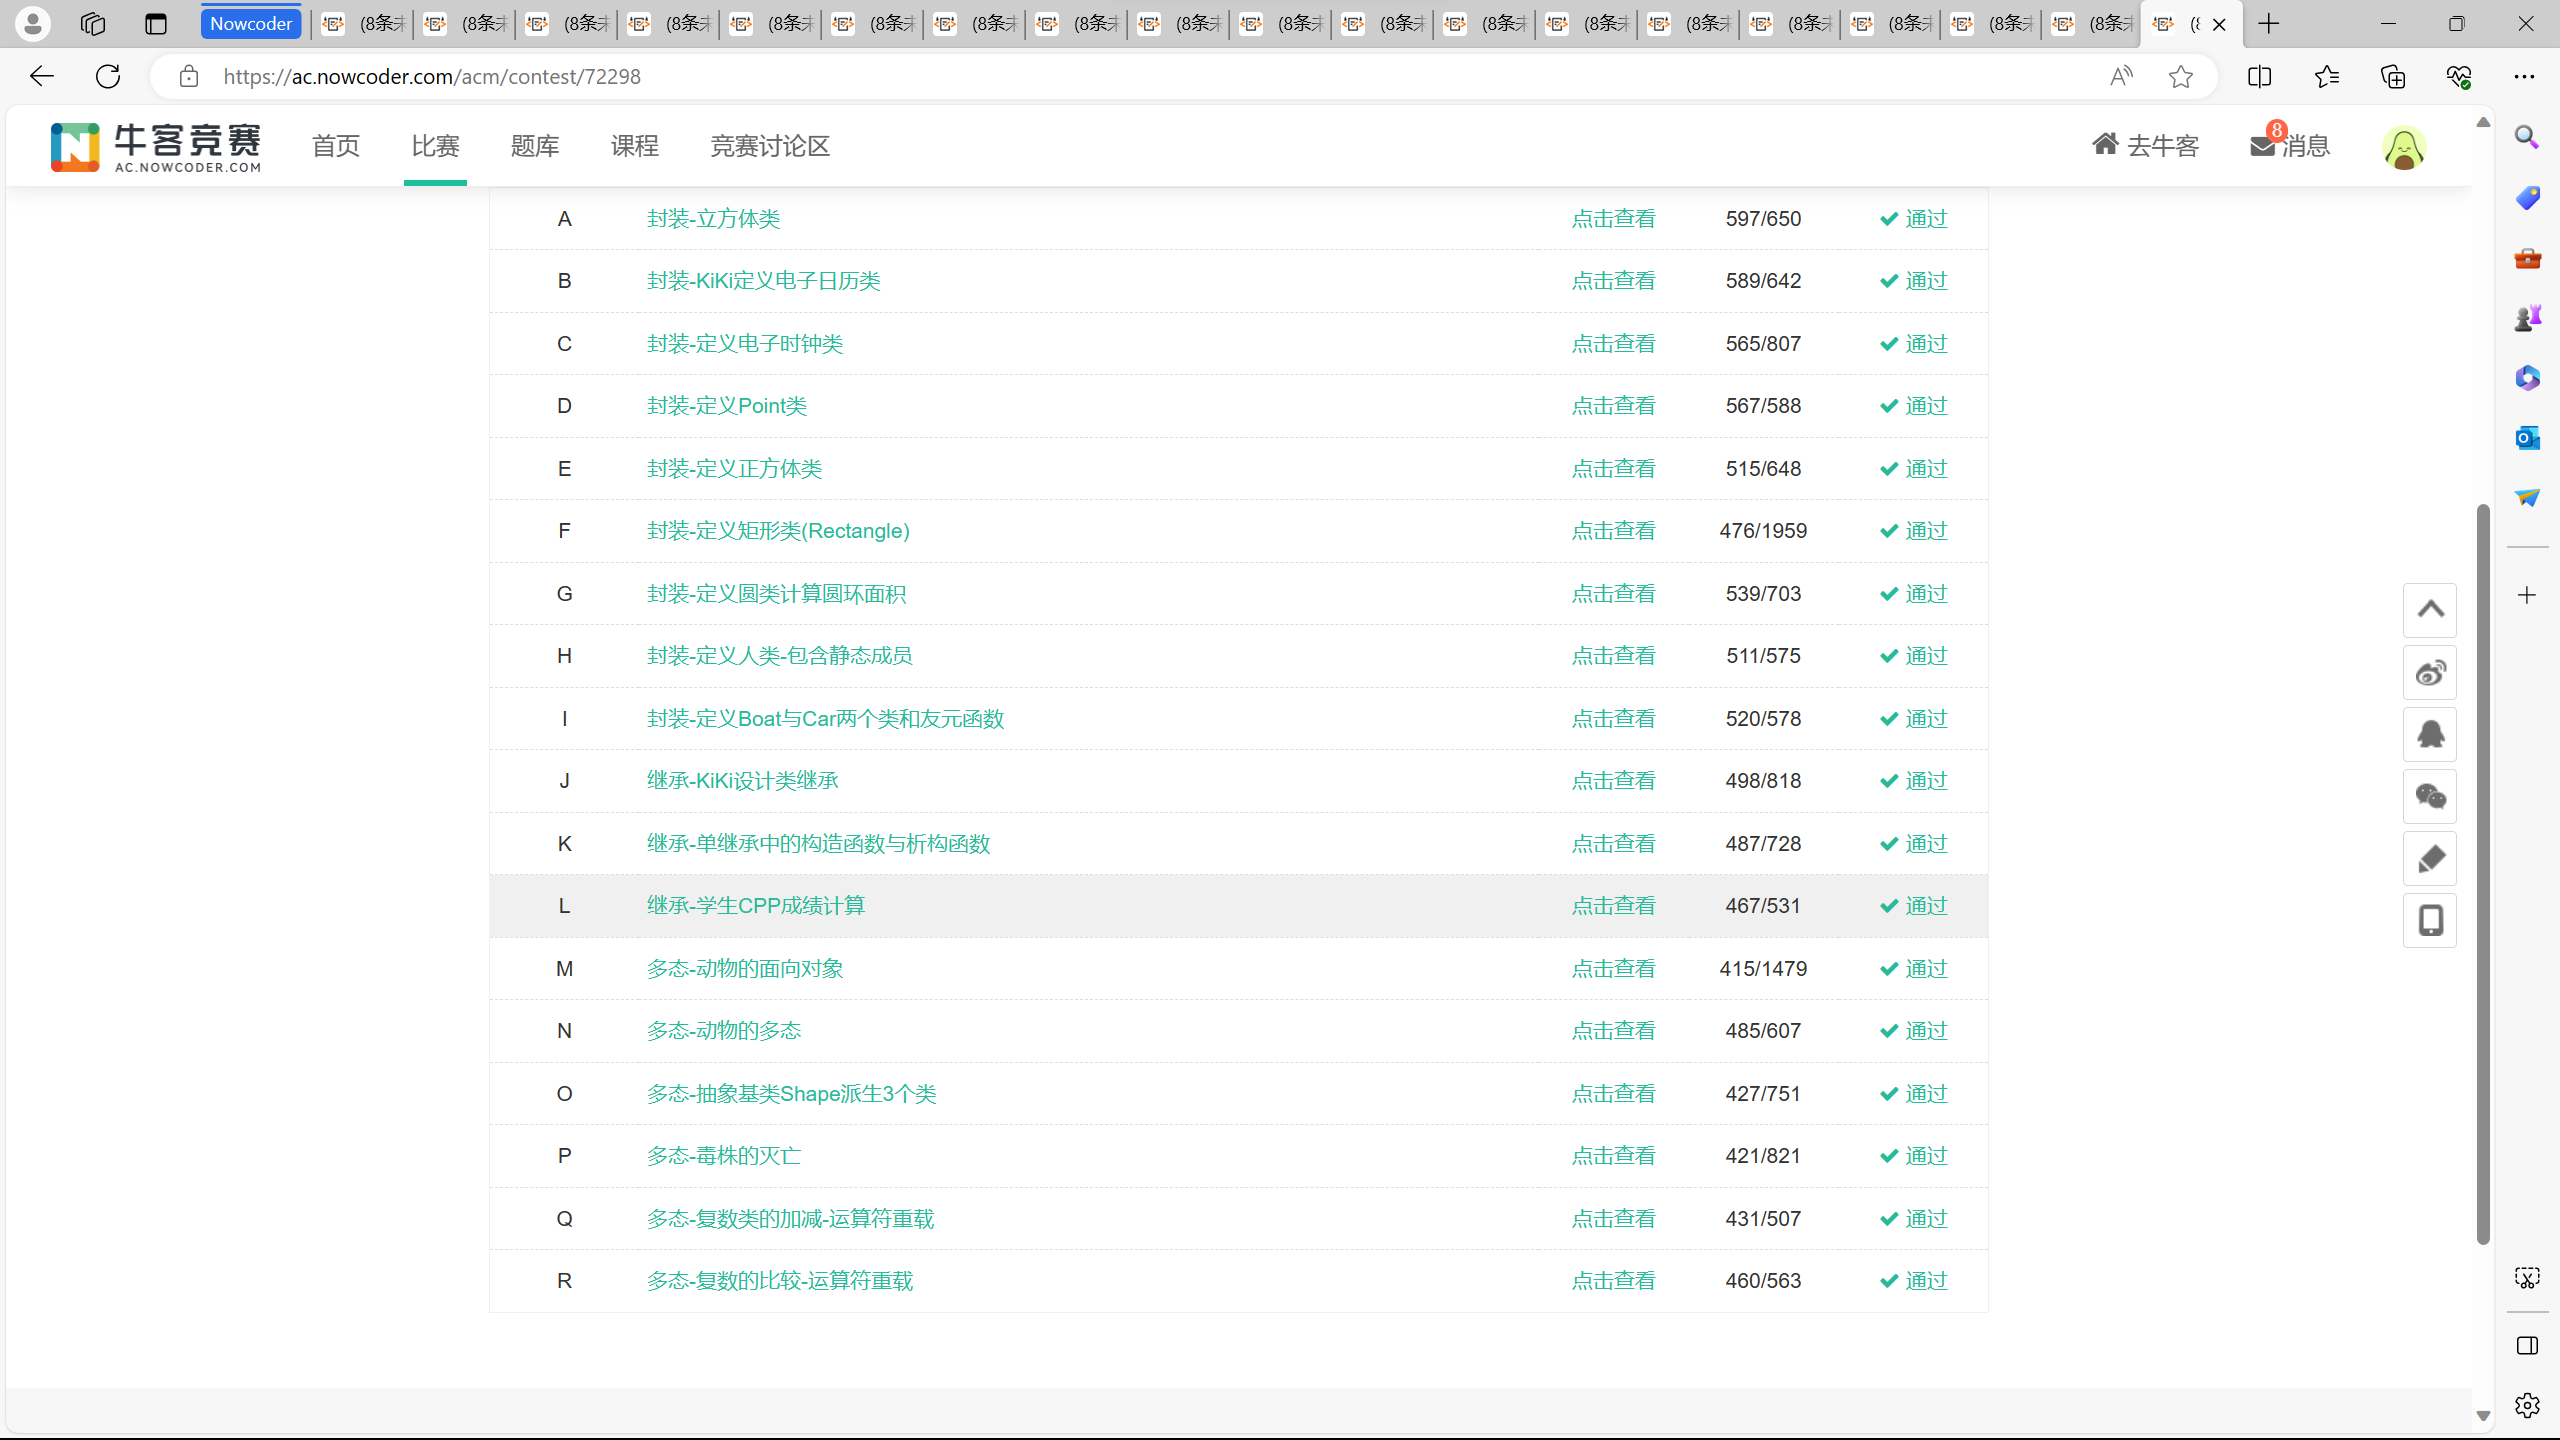 Nowcoder (8条未 (8条未 (8条未 (8条未 (8条未 (8条未 (8条未 (8条未 (8条未 (8条未 (8条未 (8条未 (8条未 (8条未 (8条未 (8条未 (8条未 (8条未
https://ac.nowcoder.com/acm/contest/72298
牛客竞赛 首页 比赛 题库 课程 竞赛讨论区 去牛客 8 消息
AC.NOWCODER.COM
A 封装-立方体类 点击查看 597/650 通过
B 封装-KiKi定义电子日历类 点击查看 589/642 通过
C 封装-定义电子时钟类 点击查看 565/807 通过
D 封装-定义Point类 点击查看 567/588 通过
E 封装-定义正方体类 点击查看 515/648 通过
F 封装-定义矩形类(Rectangle) 点击查看 476/1959 通过
G 封装-定义圆类计算圆环面积 点击查看 539/703 通过
H 封装-定义人类-包含静态成员 点击查看 511/575 通过
I 封装-定义Boat与Car两个类和友元函数 点击查看 520/578 通过
J 继承-KiKi设计类继承 点击查看 498/818 通过
K 继承-单继承中的构造函数与析构函数 点击查看 487/728 通过
L 继承-学生CPP成绩计算 点击查看 467/531 通过
M 多态-动物的面向对象 点击查看 415/1479 通过
N 多态-动物的多态 点击查看 485/607 通过
O 多态-抽象基类Shape派生3个类 点击查看 427/751 通过
P 多态-毒株的灭亡 点击查看 421/821 通过
Q 多态-复数类的加减-运算符重载 点击查看 431/507 通过
R 多态-复数的比较-运算符重载 点击查看 460/563 通过